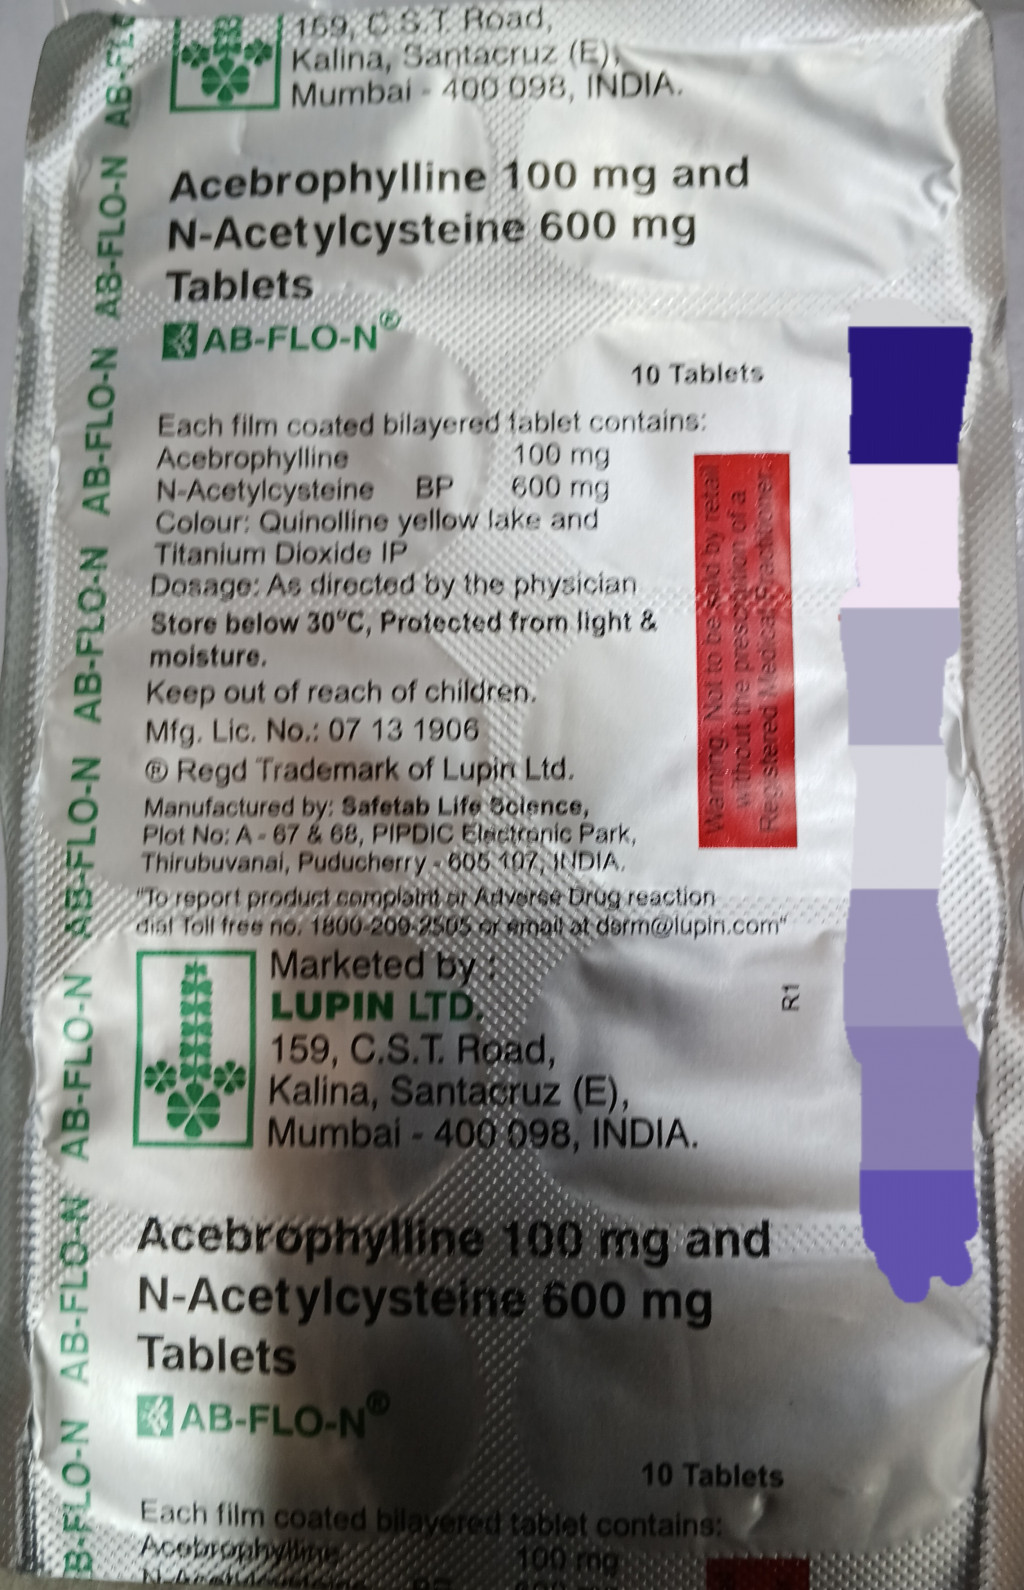 159, C.S.T. Road,
Kalina, Santacruz (E),
Mumbai - 400 098, INDIA.
Acebrophylline 100 mg and
N-Acetylcysteine 600 mg
Tablets
AB-FLO-N®
10 Tablets
Each film coated bilayered tablet contains:
Acebrophylline 100 mg
N-Acetylcysteine BP 600 mg
Colour: Quinolline yellow lake and
Titanium Dioxide IP
Dosage: As directed by the physician
Store below 30°C, Protected from light &
moisture.
Keep out of reach of children.
Mfg. Lic. No.: 07 13 1906
® Regd Trademark of Lupin Ltd.
Manufactured by: Safetab Life Science,
Plot No: A - 67 & 68, PIPDIC Electronic Park,
Thirubuvanai, Puducherry - 605 107, INDIA.
"To report product complaint or Adverse Drug reaction
dial Toll free no. 1800-209-2505 or email at derm@lupin.com"
Warning: Not to be sold by retail
without the prescription of a
Registered Medical Practitioner.
Marketed by :
LUPIN LTD.
159, C.S.T. Road,
Kalina, Santacruz (E),
Mumbai - 400 098, INDIA.
R1
Acebrophylline 100 mg and
N-Acetylcysteine 600 mg
Tablets
AB-FLO-N®
10 Tablets
Each film coated bilayered tablet contains:
Acebrophylline 100 mg
AB-FLO-N
AB-FLO-N
AB-FLO-N
AB-FLO-N
AB-FLO-N
AB-FLO-N